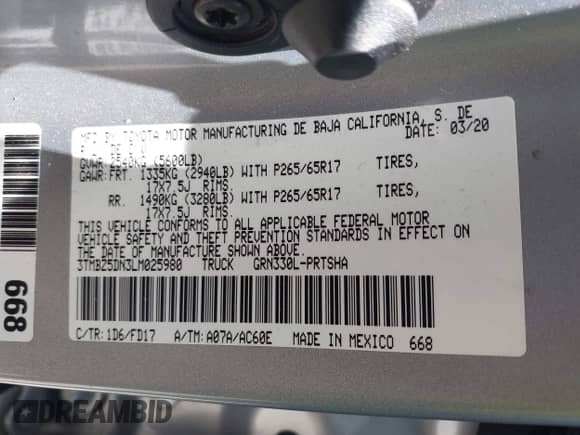 MFD BY TOYOTA MOTOR MANUFACTURING DE BAJA CALIFORNIA, S. DE
R.L. DE C.V. DATE: 03/20
GVWR 2540KG (5600LB)
GAWR:FRT. 1335KG (2940LB) WITH P265/65R17 TIRES,
17X7.5J RIMS.
RR. 1490KG (3280LB) WITH P265/65R17 TIRES,
17X7.5J RIMS.
THIS VEHICLE CONFORMS TO ALL APPLICABLE FEDERAL MOTOR
VEHICLE SAFETY AND THEFT PREVENTION STANDARDS IN EFFECT ON
THE DATE OF MANUFACTURE SHOWN ABOVE.
3TMBZ5DN3LM025980 TRUCK GRN330L-PRTSHA
C/TR:1D6/FD17 A/TM:A07A/AC60E MADE IN MEXICO 668
668
DREAMBID